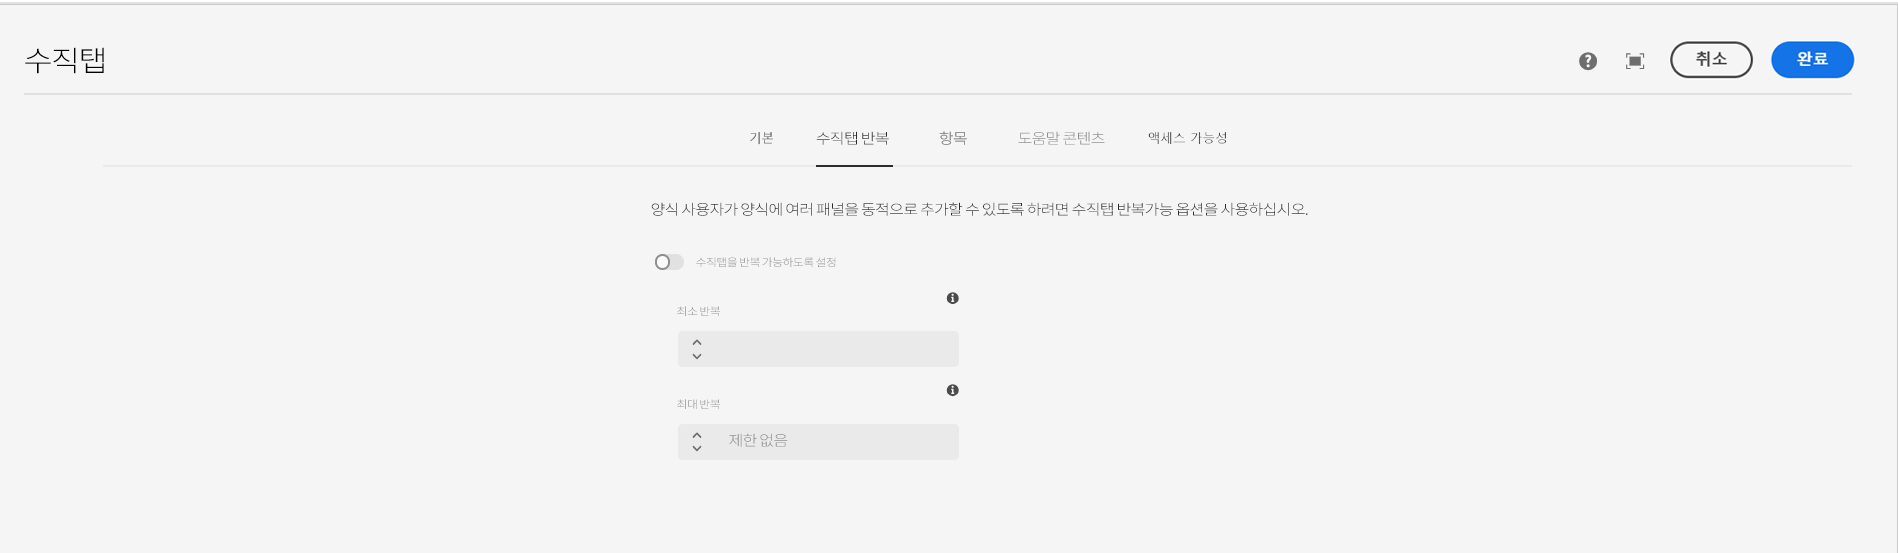 수직탭
취소
완료
기본
수직탭 반복
항목
도움말 콘텐츠
액세스 가능성
양식 사용자가 양식에 여러 패널을 동적으로 추가할 수 있도록 하려면 수직탭 반복가능 옵션을 사용하십시오.
수직탭을 반복 가능하도록 설정
최소 반복
최대 반복
제한 없음